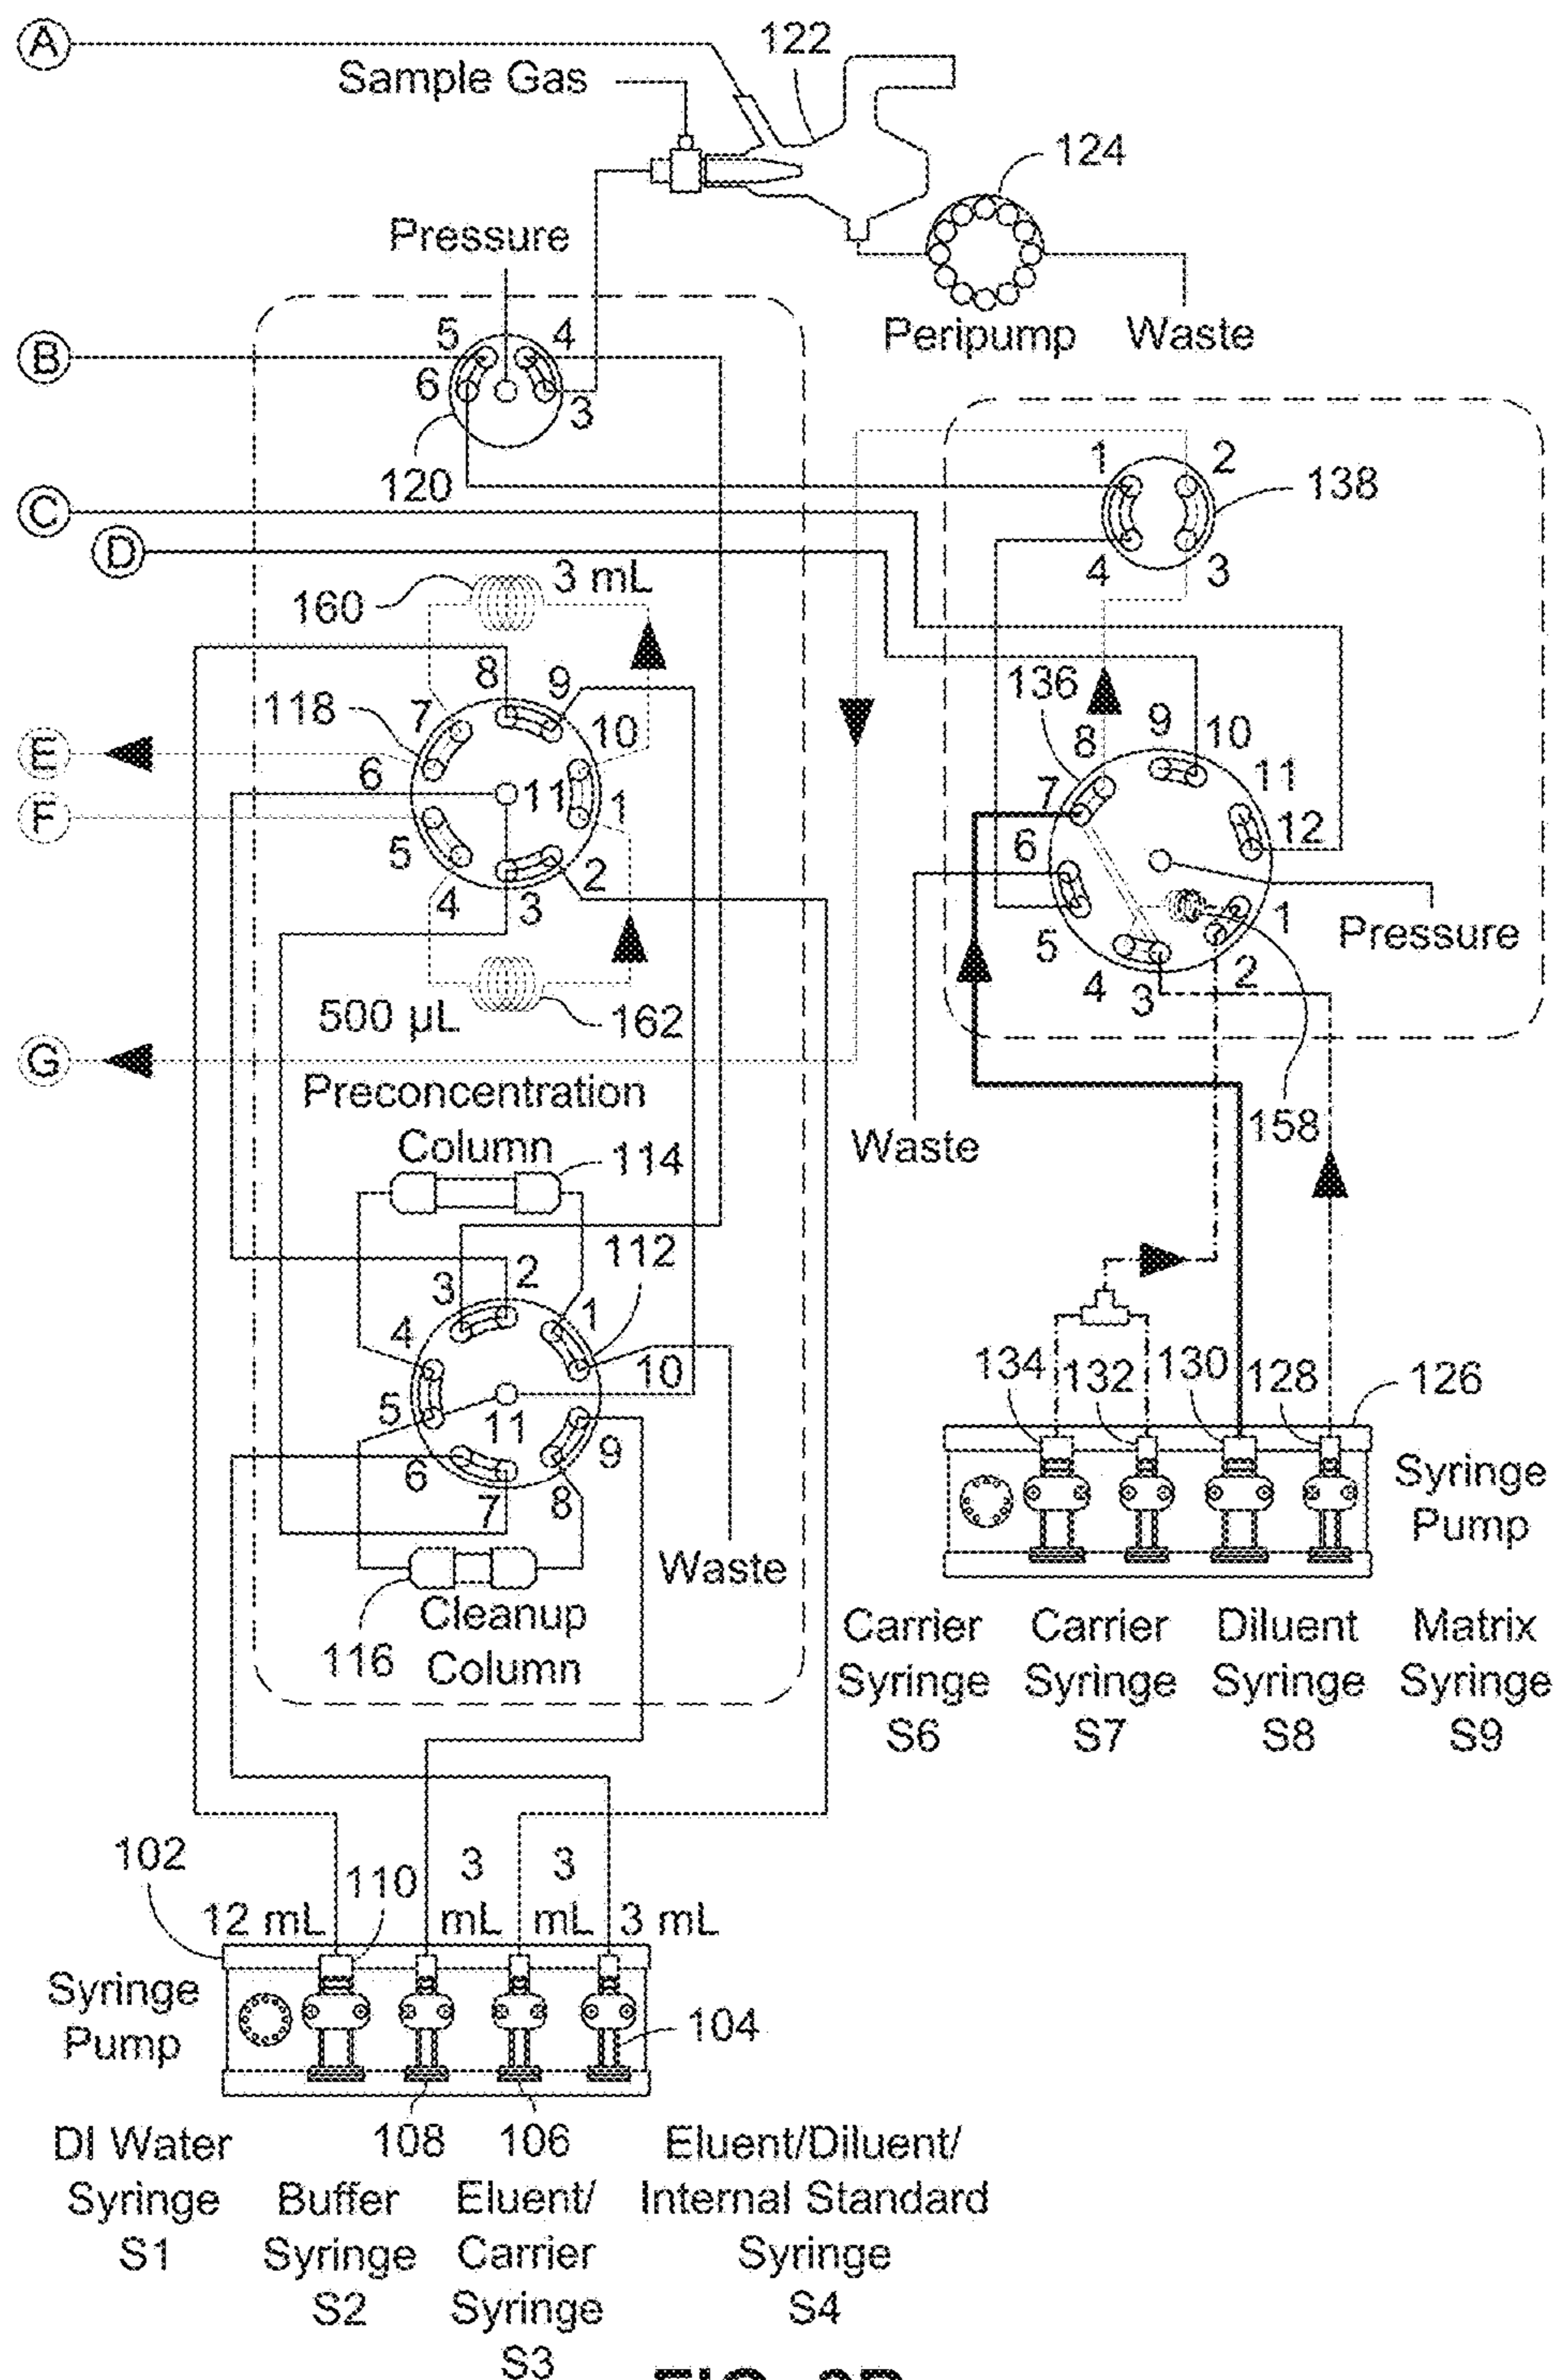 A
122
Sample Gas
124
Pressure
Peripump
Waste
B
5
4
6
3
120
1
2
138
4
3
C
D
160
3 mL
8
9
118
7
10
E
6
11
1
F
5
4
3
2
500 µL
162
G
136
9
10
8
11
7
12
6
Pressure
1
5
2
4
3
158
Waste
Preconcentration
Column
114
112
3
2
4
1
10
5
11
9
6
7
8
Waste
116
Cleanup
Column
134
132
130
128
126
Syringe
Pump
Carrier
Syringe
S6
Carrier
Syringe
S7
Diluent
Syringe
S8
Matrix
Syringe
S9
102
110
12 mL
3
mL
3
mL
3 mL
Syringe
Pump
104
108
106
DI Water
Syringe
S1
Buffer
Syringe
S2
Eluent/
Carrier
Syringe
S3
Eluent/Diluent/
Internal Standard
Syringe
S4